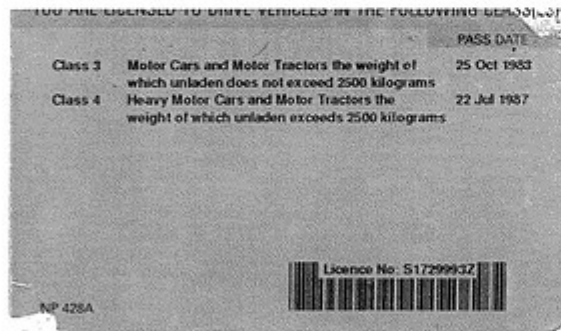 YOU ARE LICENSED TO DRIVE VEHICLES IN THE FOLLOWING CLASS(ES)
PASS DATE
Class 3 Motor Cars and Motor Tractors the weight of 25 Oct 1983
which unladen does not exceed 2500 kilograms
Class 4 Heavy Motor Cars and Motor Tractors the 22 Jul 1987
weight of which unladen exceeds 2500 kilograms
Licence No: S1729993Z
NP 428A